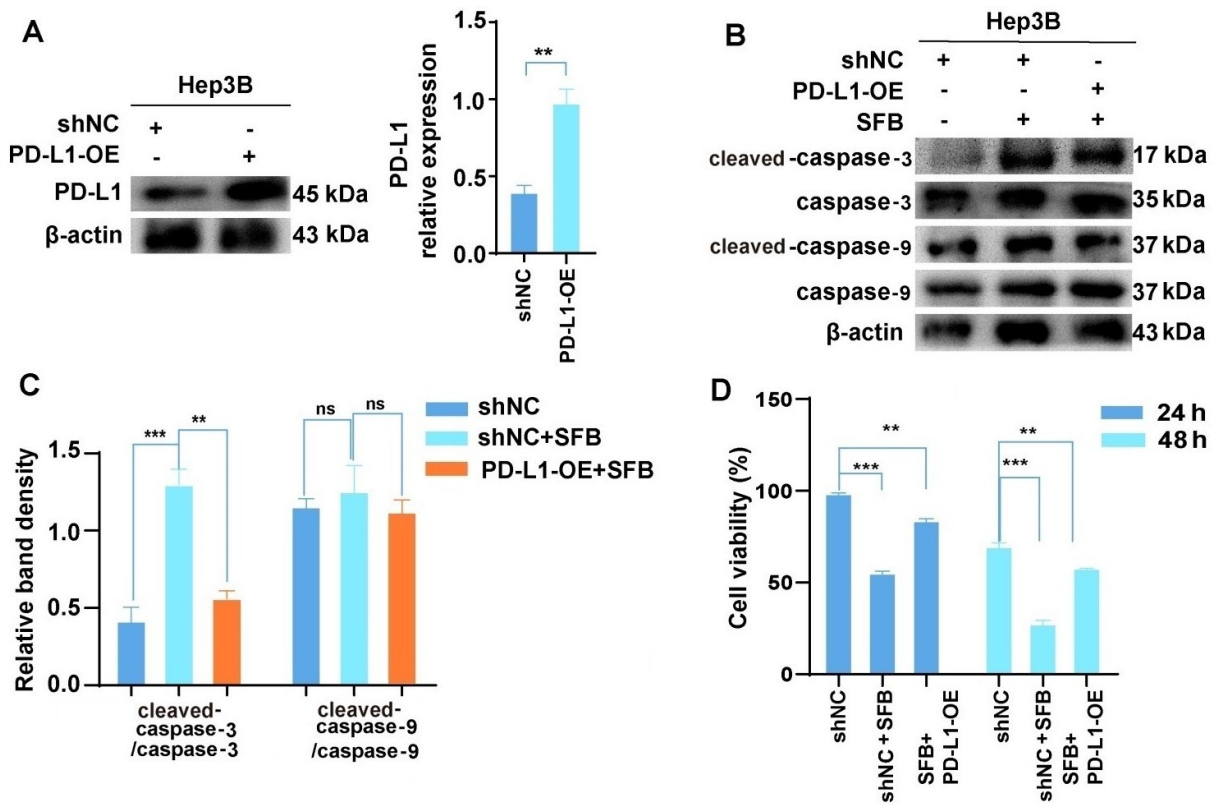 A
Hep3B
shNC + -
PD-L1-OE - +
PD-L1 45 kDa
β-actin 43 kDa
PD-L1
relative expression
1.5
1.0
0.5
0.0
**
shNC
PD-L1-OE
B
Hep3B
shNC + + -
PD-L1-OE - - +
SFB - + +
cleaved-caspase-3 17 kDa
caspase-3 35 kDa
cleaved-caspase-9 37 kDa
caspase-9 37 kDa
β-actin 43 kDa
C
Relative band density
1.5
1.0
0.5
0.0
*** **
ns ns
shNC
shNC+SFB
PD-L1-OE+SFB
cleaved-
caspase-3
/caspase-3
cleaved-
caspase-9
/caspase-9
D
Cell viability (%)
150
100
50
0
**
***
**
***
24 h
48 h
shNC
shNC+SFB
SFB+
PD-L1-OE
shNC
shNC+SFB
SFB+
PD-L1-OE